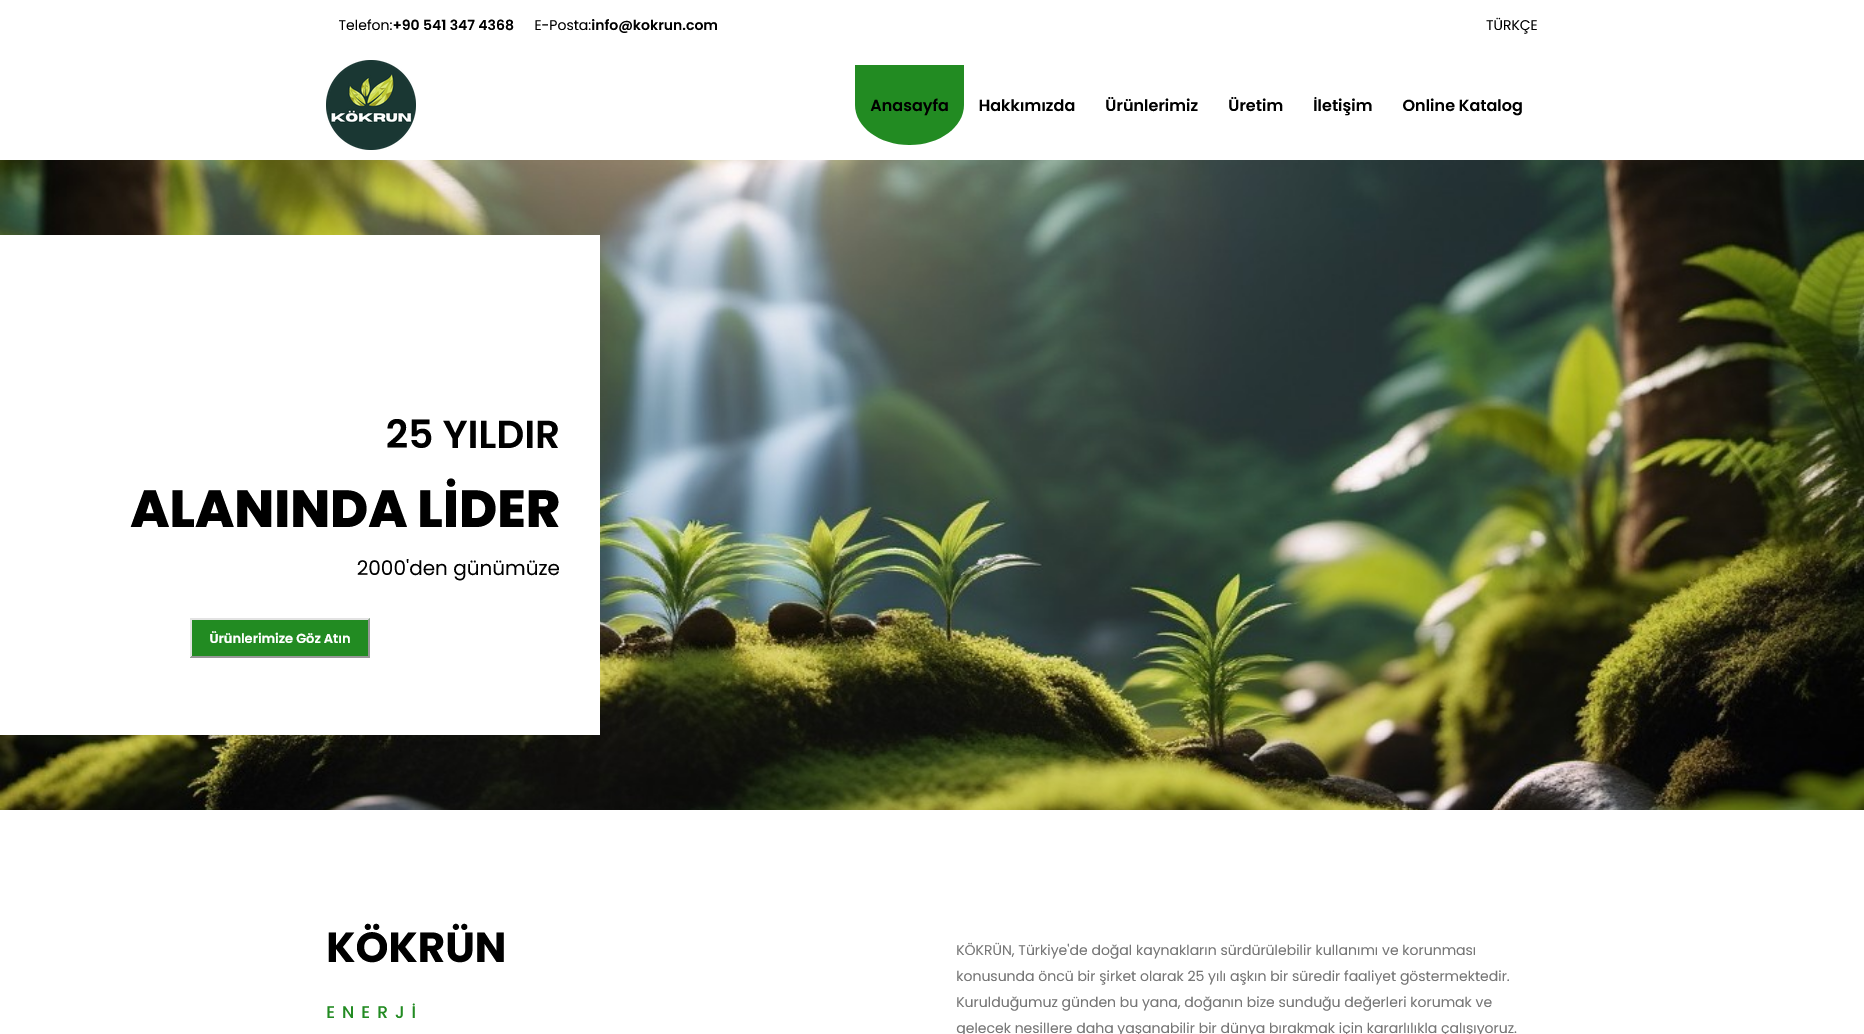 Telefon:+90 541 347 4368 E-Posta:info@kokrun.com TÜRKÇE
KÖKRUN
Anasayfa Hakkımızda Ürünlerimiz Üretim İletişim Online Katalog
25 YILDIR
ALANINDA LİDER
2000'den günümüze
Ürünlerimize Göz Atın
KÖKRÜN
ENERJİ
KÖKRÜN, Türkiye'de doğal kaynakların sürdürülebilir kullanımı ve korunması
konusunda öncü bir şirket olarak 25 yılı aşkın bir süredir faaliyet göstermektedir.
Kurulduğumuz günden bu yana, doğanın bize sunduğu değerleri korumak ve
gelecek nesillere daha yaşanabilir bir dünya bırakmak için kararlılıkla çalışıyoruz.